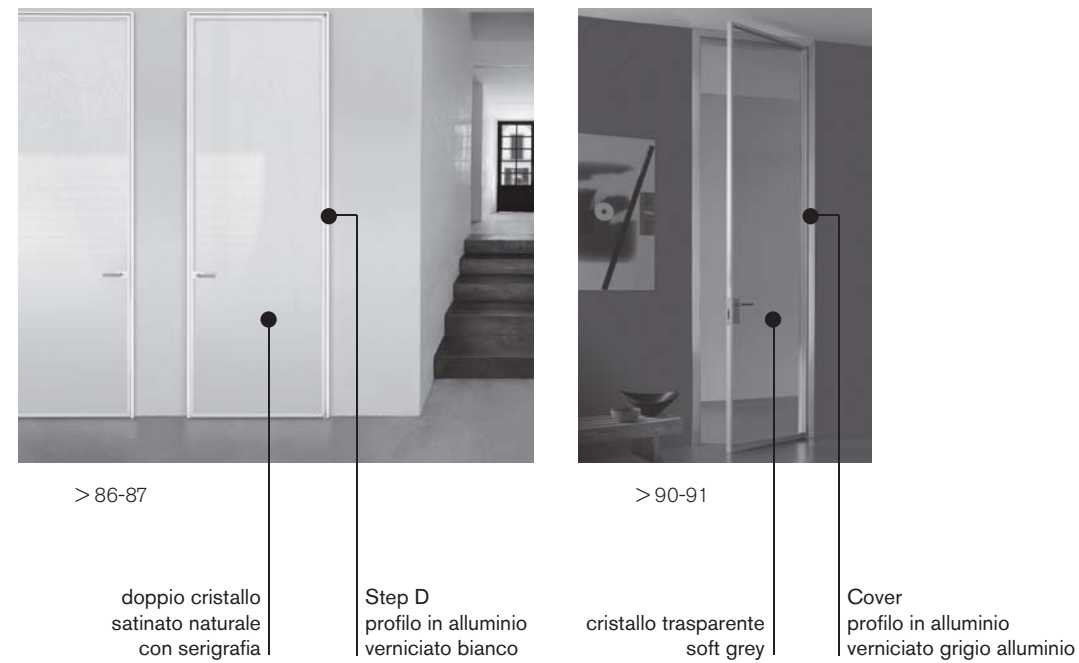 > 86-87
doppio cristallo
satinato naturale
con serigrafia
Step D
profilo in alluminio
verniciato bianco
> 90-91
cristallo trasparente
soft grey
Cover
profilo in alluminio
verniciato grigio alluminio